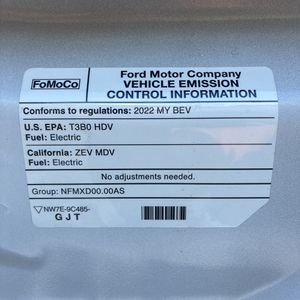 FoMoCo
Ford Motor Company
VEHICLE EMISSION
CONTROL INFORMATION
Conforms to regulations: 2022 MY BEV
U.S. EPA: T3B0 HDV
Fuel: Electric
California: ZEV MDV
Fuel: Electric
No adjustments needed.
Group: NFMXD00.00AS
NW7E-9C485-
GJT